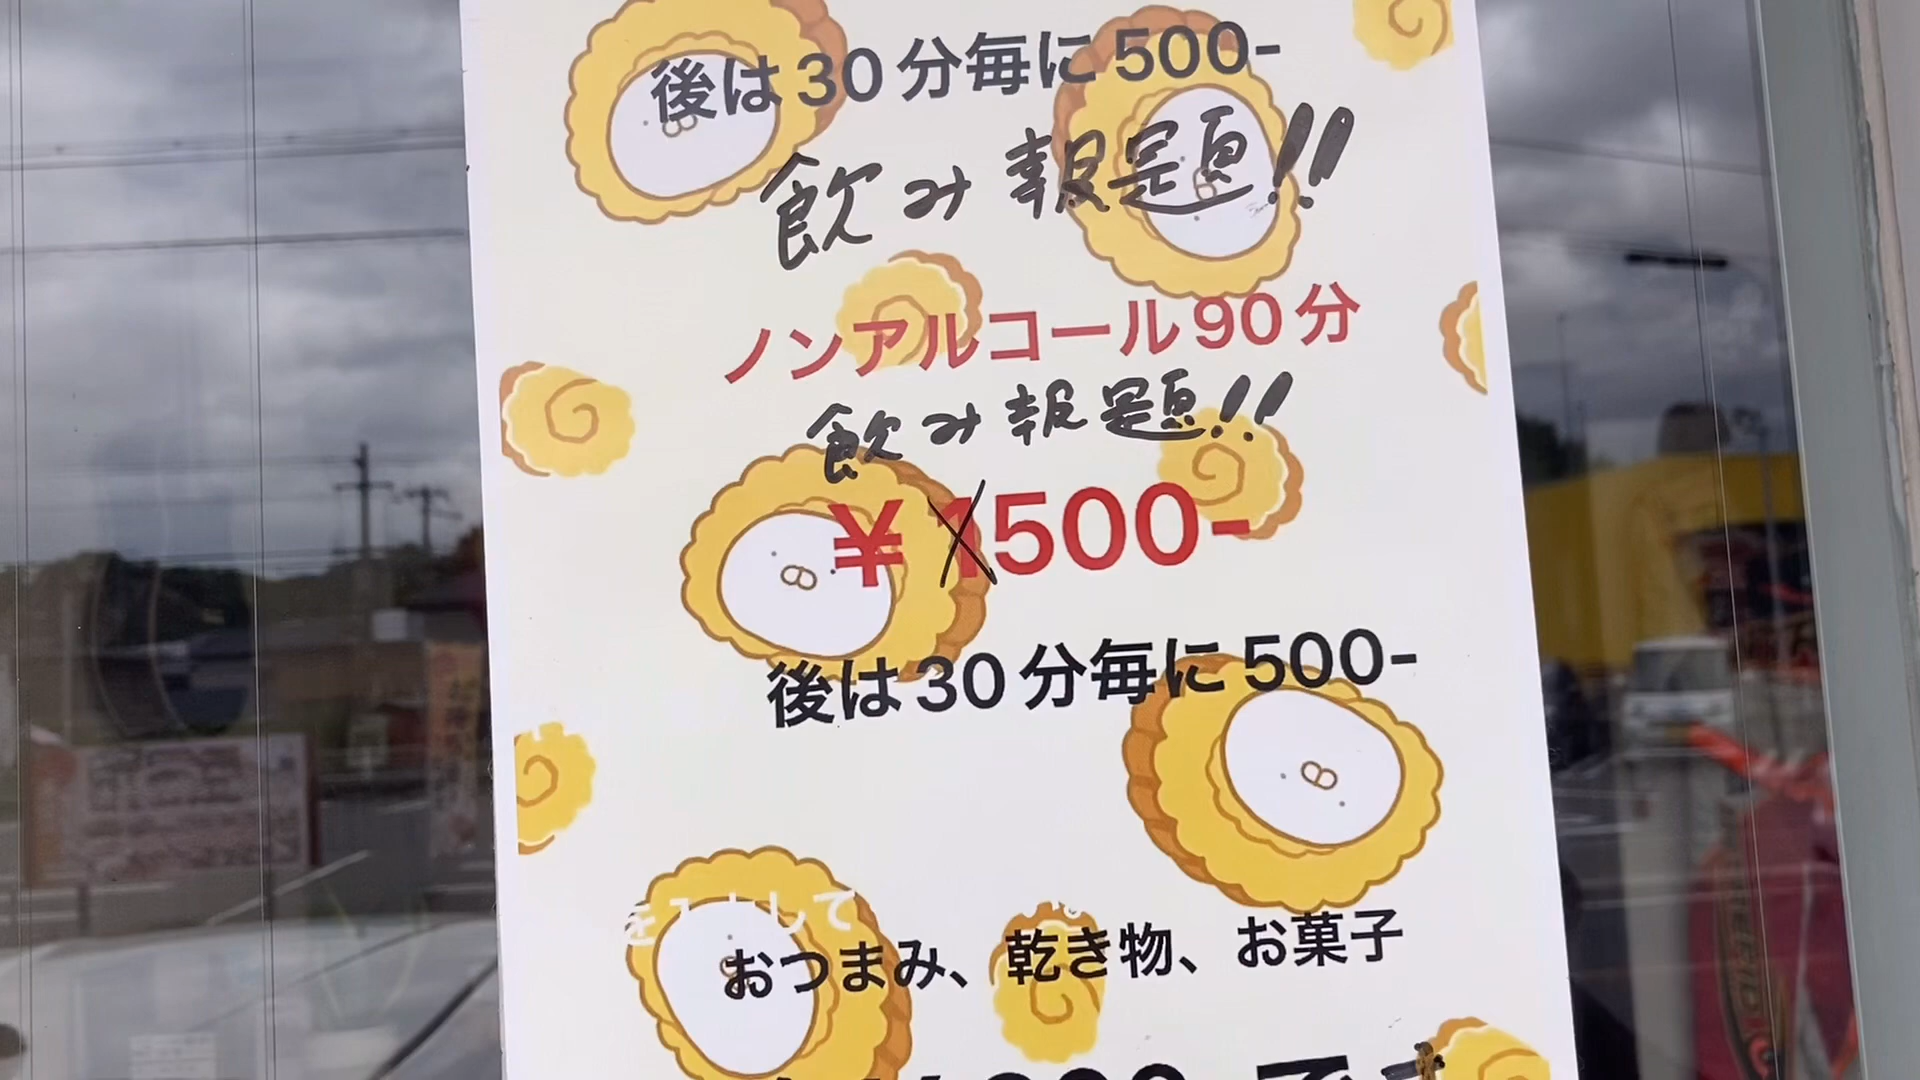 後は30分毎に500-
飲み報題!!
ノンアルコール90分
飲み報題!!
¥1500-
後は30分毎に500-
おつまみ、乾き物、お菓子